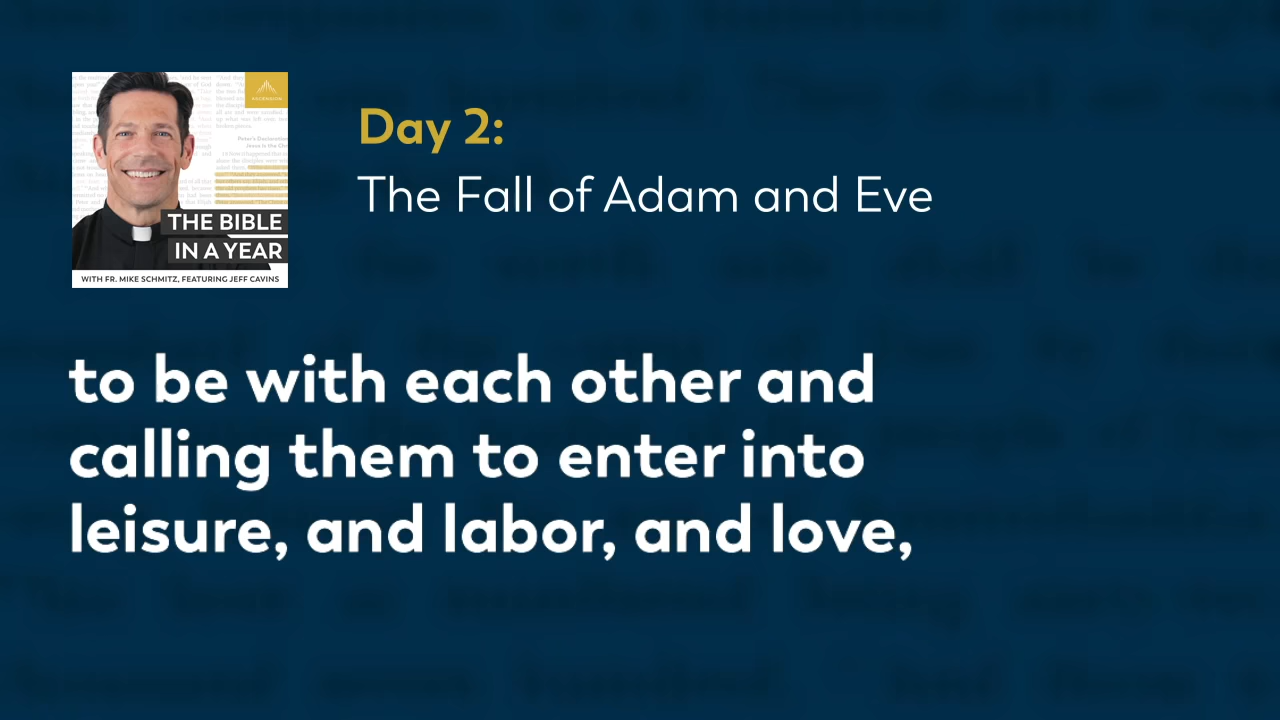 Day 2:
The Fall of Adam and Eve
ASCENSION
THE BIBLE
IN A YEAR
WITH FR. MIKE SCHMITZ, FEATURING JEFF CAVINS
to be with each other and
calling them to enter into
leisure, and labor, and love,